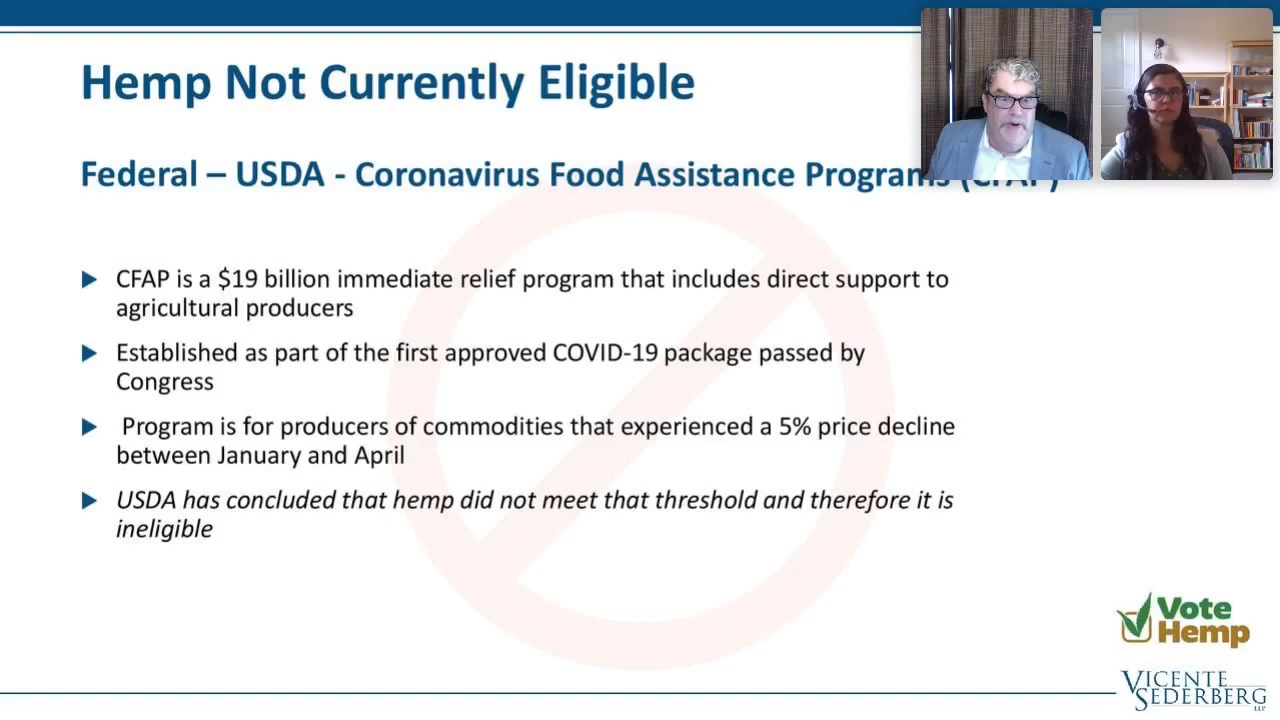 Hemp Not Currently Eligible
Federal – USDA - Coronavirus Food Assistance Programs (CFAP)
CFAP is a $19 billion immediate relief program that includes direct support to
agricultural producers
Established as part of the first approved COVID-19 package passed by
Congress
Program is for producers of commodities that experienced a 5% price decline
between January and April
USDA has concluded that hemp did not meet that threshold and therefore it is
ineligible
Vote
Hemp
VICENTE
SEDERBERG
LLP